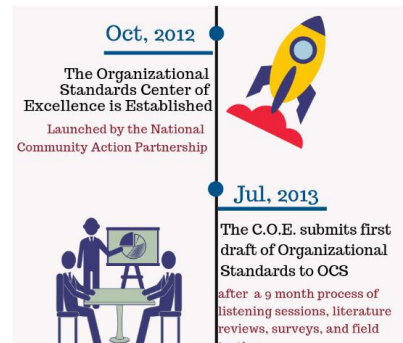 Oct, 2012
The Organizational
Standards Center of
Excellence is Established
Launched by the National
Community Action Partnership
Jul, 2013
The C.O.E. submits first
draft of Organizational
Standards to OCS
after a 9 month process of
listening sessions, literature
reviews, surveys, and field